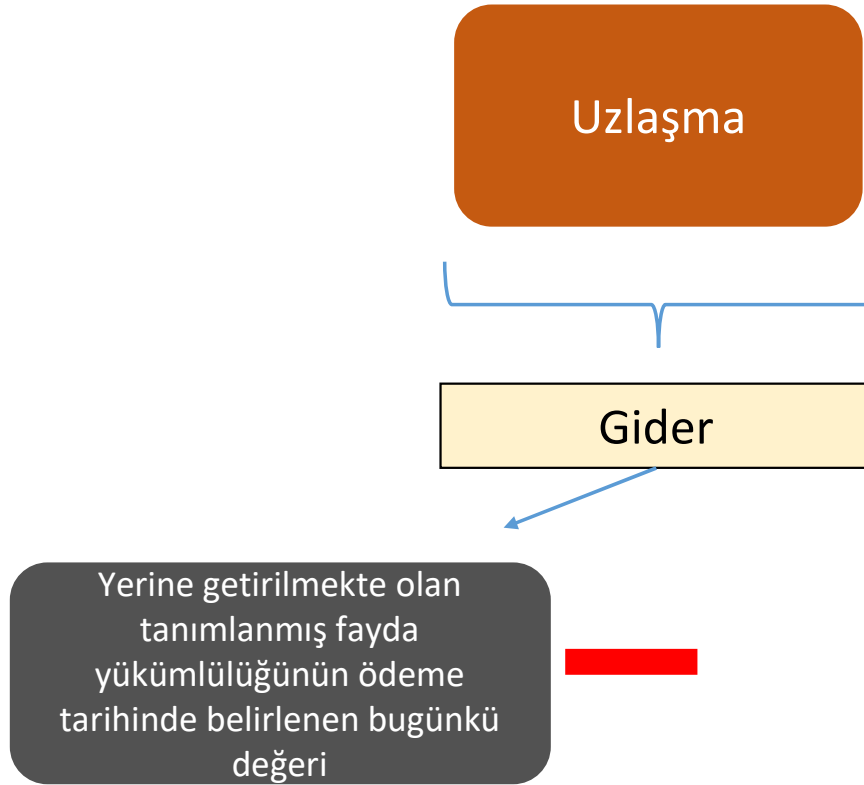 Uzlaşma
Gider
Yerine getirilmekte olan
tanımlanmış fayda
yükümlülüğünün ödeme
tarihinde belirlenen bugünkü
değeri